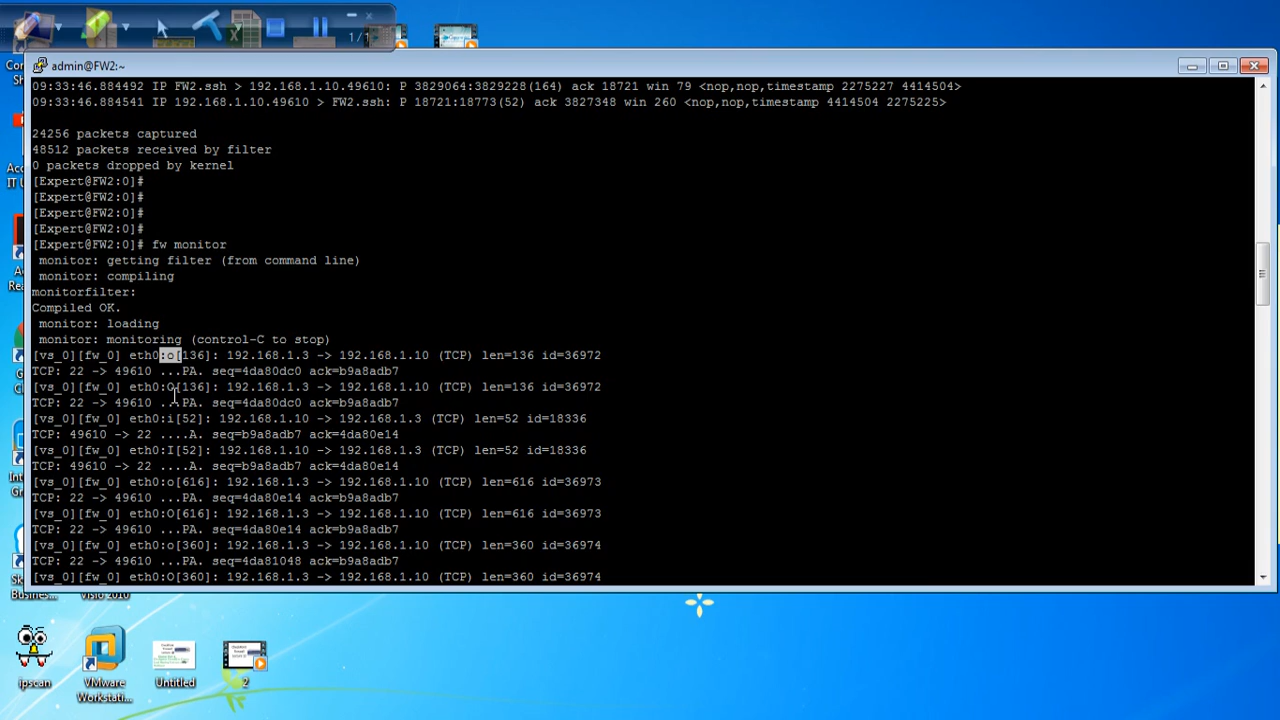 1/1
admin@FW2:~
09:33:46.884492 IP FW2.ssh > 192.168.1.10.49610: P 3829064:3829228(164) ack 18721 win 79 <nop,nop,timestamp 2275227 4414504>
09:33:46.884541 IP 192.168.1.10.49610 > FW2.ssh: P 18721:18773(52) ack 3827348 win 260 <nop,nop,timestamp 4414504 2275225>
24256 packets captured
48512 packets received by filter
0 packets dropped by kernel
[Expert@FW2:0]#
[Expert@FW2:0]#
[Expert@FW2:0]#
[Expert@FW2:0]#
[Expert@FW2:0]# fw monitor
monitor: getting filter (from command line)
monitor: compiling
monitorfilter:
Compiled OK.
monitor: loading
monitor: monitoring (control-C to stop)
[vs_0][fw_0] eth0:o[136]: 192.168.1.3 -> 192.168.1.10 (TCP) len=136 id=36972
TCP: 22 -> 49610 ...PA. seq=4da80dc0 ack=b9a8adb7
[vs_0][fw_0] eth0:O[136]: 192.168.1.3 -> 192.168.1.10 (TCP) len=136 id=36972
TCP: 22 -> 49610 ...PA. seq=4da80dc0 ack=b9a8adb7
[vs_0][fw_0] eth0:i[52]: 192.168.1.10 -> 192.168.1.3 (TCP) len=52 id=18336
TCP: 49610 -> 22 ....A. seq=b9a8adb7 ack=4da80e14
[vs_0][fw_0] eth0:I[52]: 192.168.1.10 -> 192.168.1.3 (TCP) len=52 id=18336
TCP: 49610 -> 22 ....A. seq=b9a8adb7 ack=4da80e14
[vs_0][fw_0] eth0:o[616]: 192.168.1.3 -> 192.168.1.10 (TCP) len=616 id=36973
TCP: 22 -> 49610 ...PA. seq=4da80e14 ack=b9a8adb7
[vs_0][fw_0] eth0:O[616]: 192.168.1.3 -> 192.168.1.10 (TCP) len=616 id=36973
TCP: 22 -> 49610 ...PA. seq=4da80e14 ack=b9a8adb7
[vs_0][fw_0] eth0:o[360]: 192.168.1.3 -> 192.168.1.10 (TCP) len=360 id=36974
TCP: 22 -> 49610 ...PA. seq=4da81048 ack=b9a8adb7
[vs_0][fw_0] eth0:O[360]: 192.168.1.3 -> 192.168.1.10 (TCP) len=360 id=36974
Busines...
Visio 2010
ipscan
VMware
Workstati...
Untitled
2